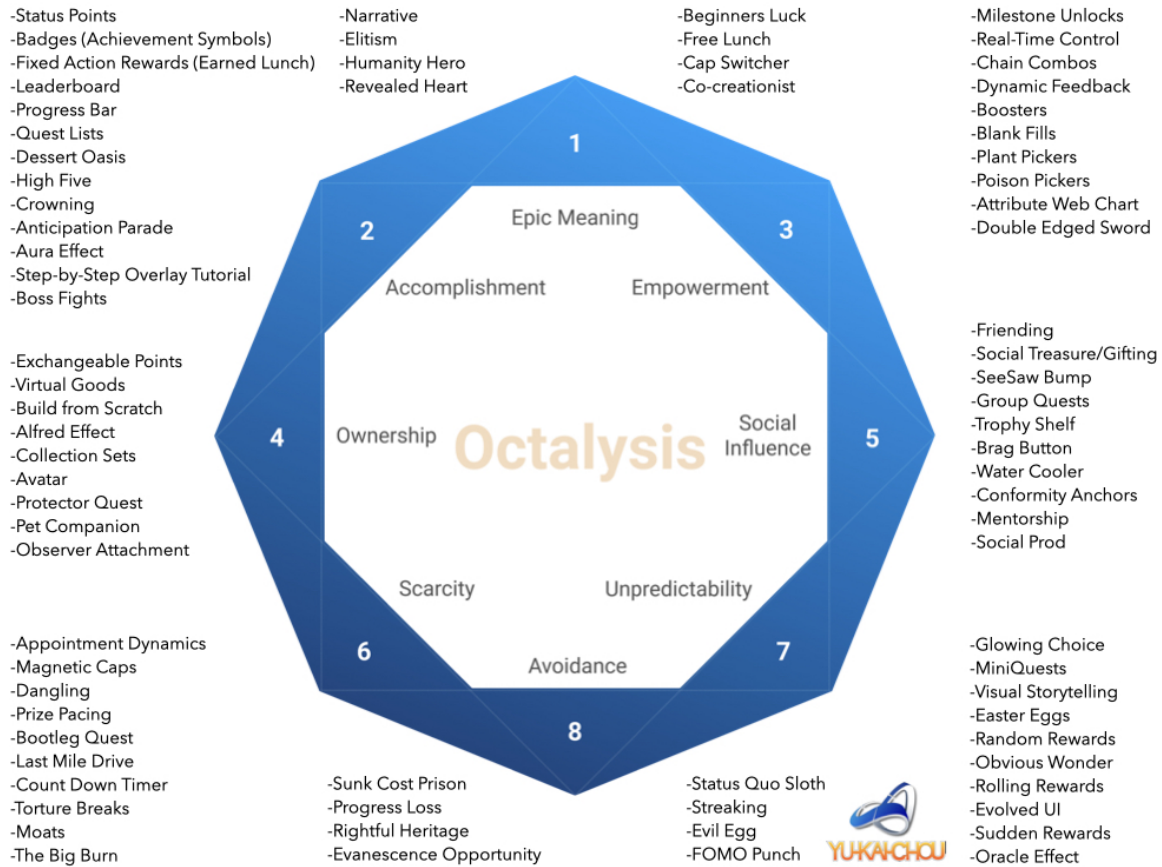 -Status Points
-Badges (Achievement Symbols)
-Fixed Action Rewards (Earned Lunch)
-Leaderboard
-Progress Bar
-Quest Lists
-Dessert Oasis
-High Five
-Crowning
-Anticipation Parade
-Aura Effect
-Step-by-Step Overlay Tutorial
-Boss Fights
-Narrative
-Elitism
-Humanity Hero
-Revealed Heart
-Beginners Luck
-Free Lunch
-Cap Switcher
-Co-creationist
-Milestone Unlocks
-Real-Time Control
-Chain Combos
-Dynamic Feedback
-Boosters
-Blank Fills
-Plant Pickers
-Poison Pickers
-Attribute Web Chart
-Double Edged Sword
1
Epic Meaning
2
Accomplishment
3
Empowerment
4
Ownership
Octalysis
Social
Influence
5
Scarcity
6
Unpredictability
7
Avoidance
8
-Exchangeable Points
-Virtual Goods
-Build from Scratch
-Alfred Effect
-Collection Sets
-Avatar
-Protector Quest
-Pet Companion
-Observer Attachment
-Friending
-Social Treasure/Gifting
-SeeSaw Bump
-Group Quests
-Trophy Shelf
-Brag Button
-Water Cooler
-Conformity Anchors
-Mentorship
-Social Prod
-Appointment Dynamics
-Magnetic Caps
-Dangling
-Prize Pacing
-Bootleg Quest
-Last Mile Drive
-Count Down Timer
-Torture Breaks
-Moats
-The Big Burn
-Sunk Cost Prison
-Progress Loss
-Rightful Heritage
-Evanescence Opportunity
-Status Quo Sloth
-Streaking
-Evil Egg
-FOMO Punch
YU-KAI-CHOU
-Glowing Choice
-MiniQuests
-Visual Storytelling
-Easter Eggs
-Random Rewards
-Obvious Wonder
-Rolling Rewards
-Evolved UI
-Sudden Rewards
-Oracle Effect